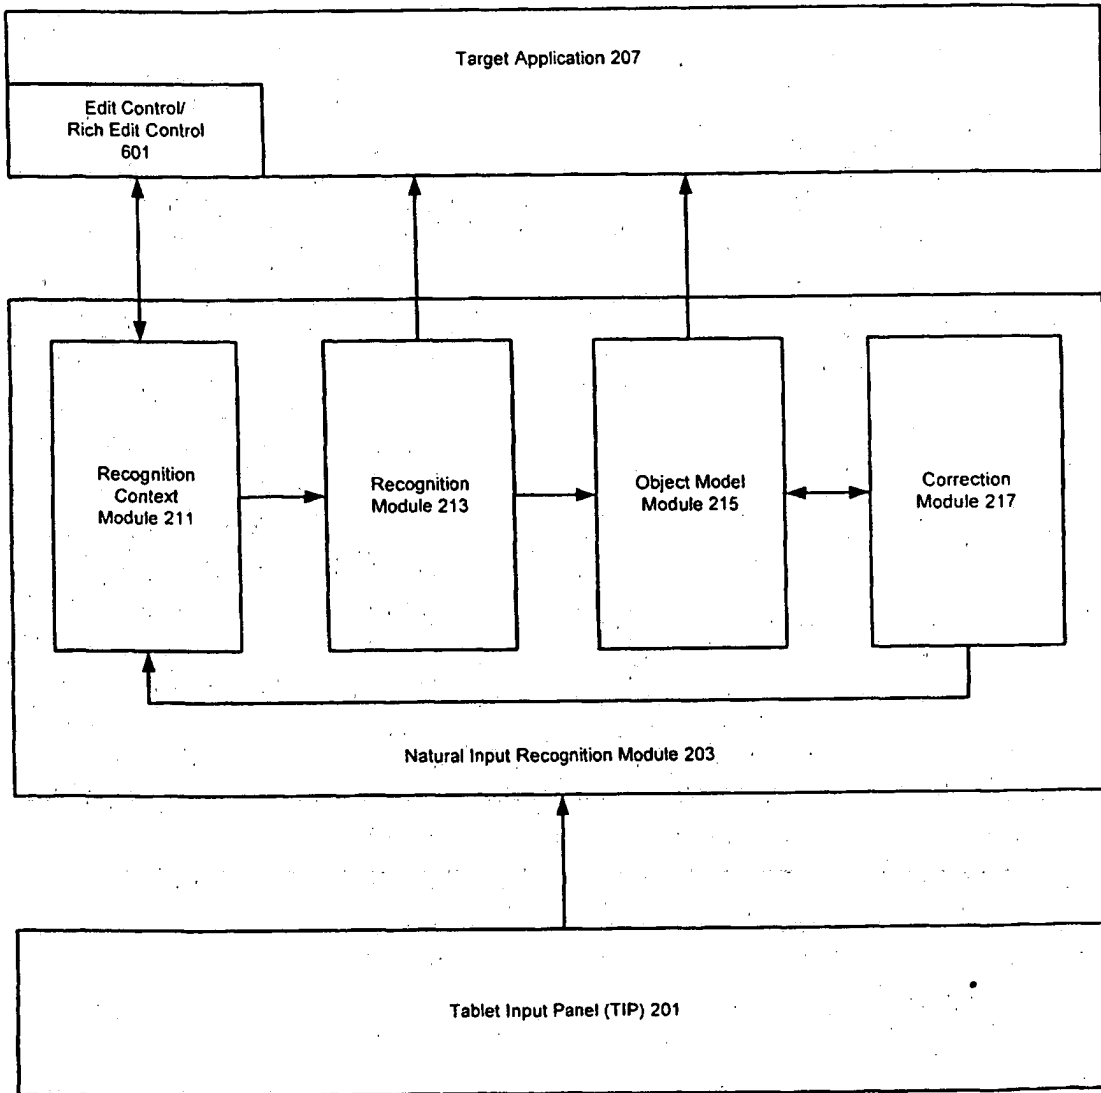 Target Application 207
Edit Control/
Rich Edit Control
601
Recognition
Context
Module 211
Recognition
Module 213
Object Model
Module 215
Correction
Module 217
Natural Input Recognition Module 203
Tablet Input Panel (TIP) 201